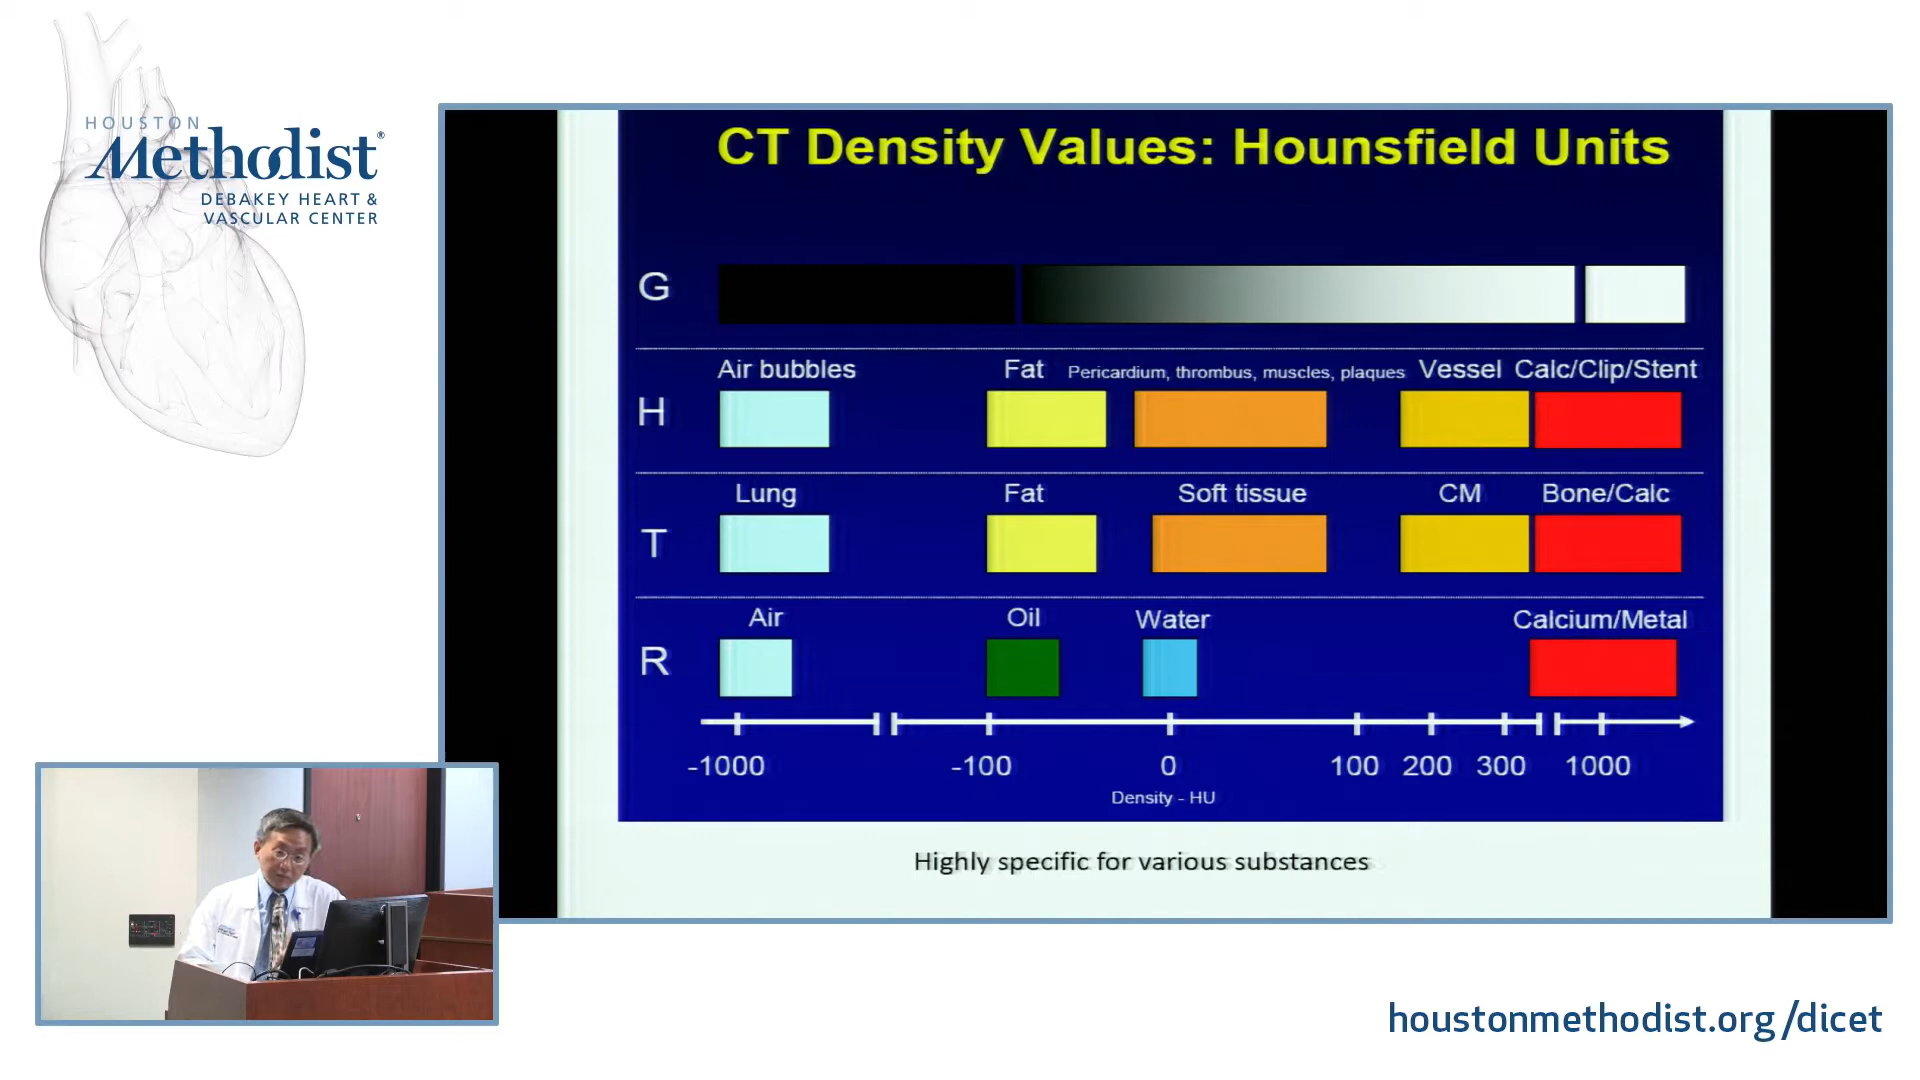 HOUSTON
Methodist®
DEBAKEY HEART &
VASCULAR CENTER
CT Density Values: Hounsfield Units
G
Air bubbles Fat Pericardium, thrombus, muscles, plaques Vessel Calc/Clip/Stent
H
Lung Fat Soft tissue CM Bone/Calc
T
Air Oil Water Calcium/Metal
R
-1000 -100 0 100 200 300 1000
Density - HU
Highly specific for various substances
houstonmethodist.org/dicet